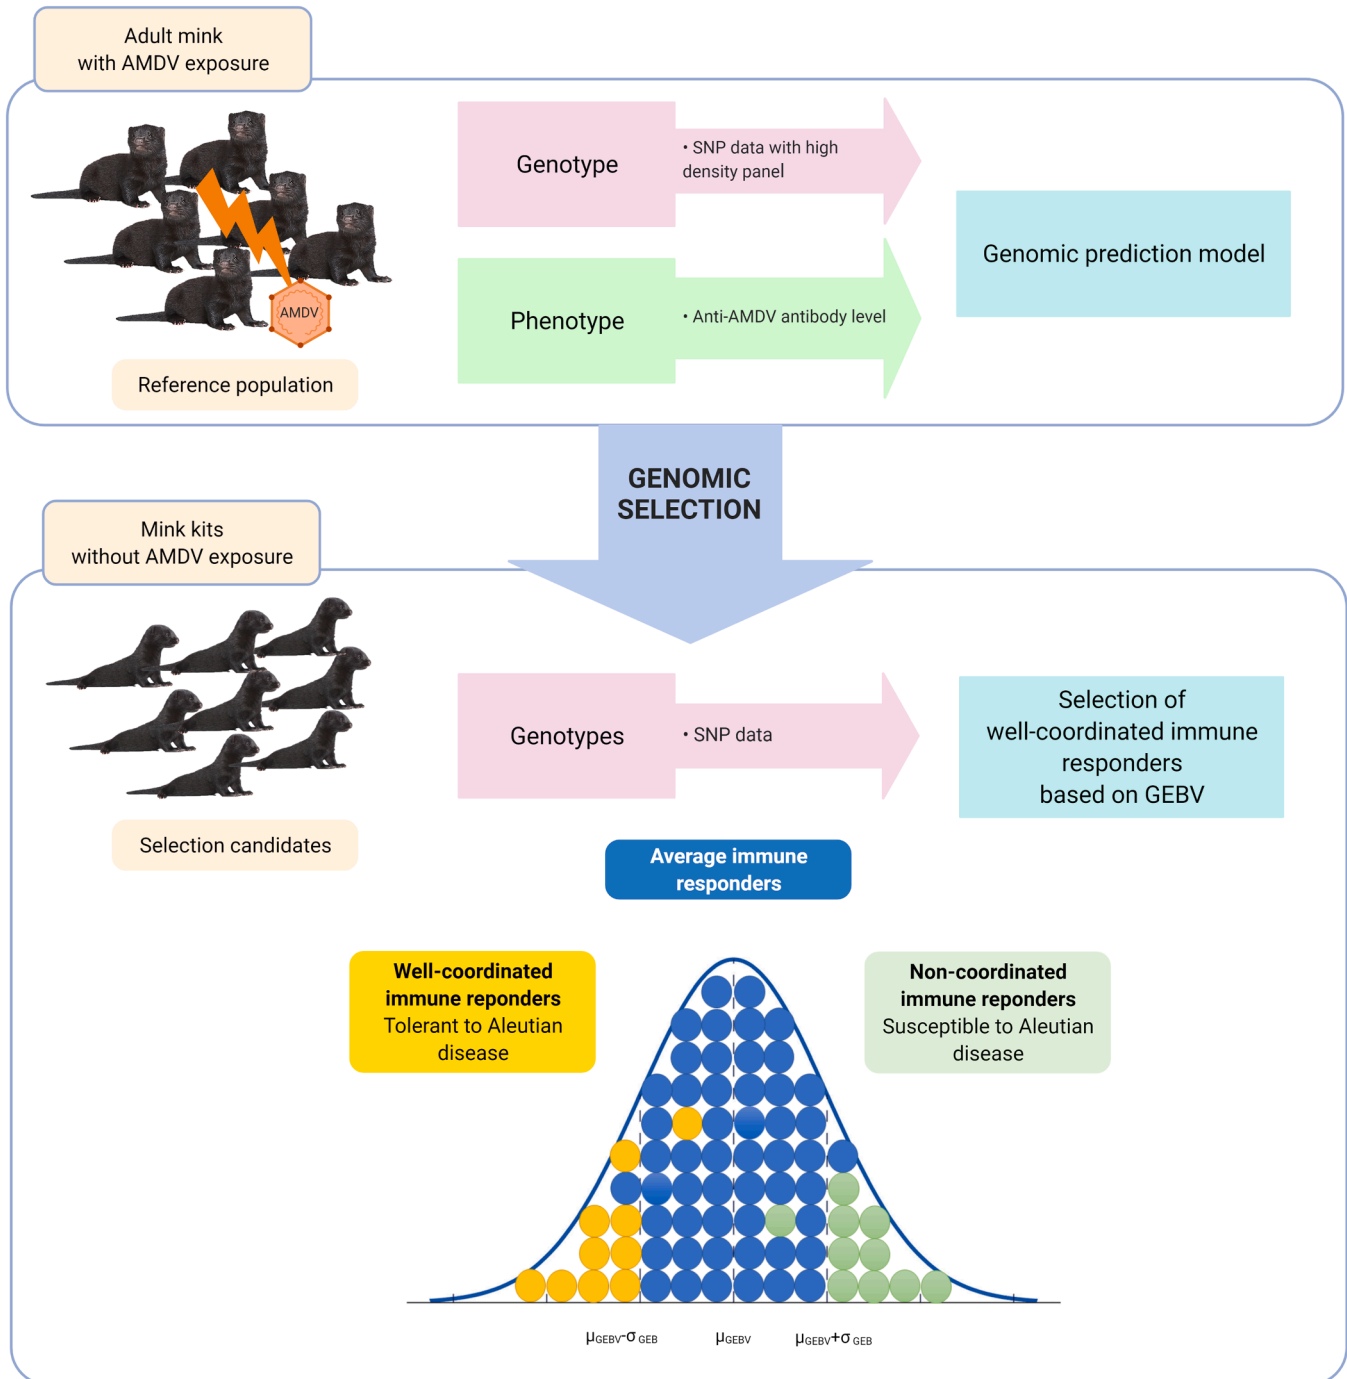 Adult mink
with AMDV exposure
Genotype
• SNP data with high
density panel
Genomic prediction model
Phenotype
• Anti-AMDV antibody level
AMDV
Reference population
GENOMIC
SELECTION
Mink kits
without AMDV exposure
Genotypes
• SNP data
Selection of
well-coordinated immune
responders
based on GEBV
Selection candidates
Average immune
responders
Well-coordinated
immune reponders
Tolerant to Aleutian
disease
Non-coordinated
immune reponders
Susceptible to Aleutian
disease
μGEBV-σ GEB
μGEBV
μGEBV+σ GEB